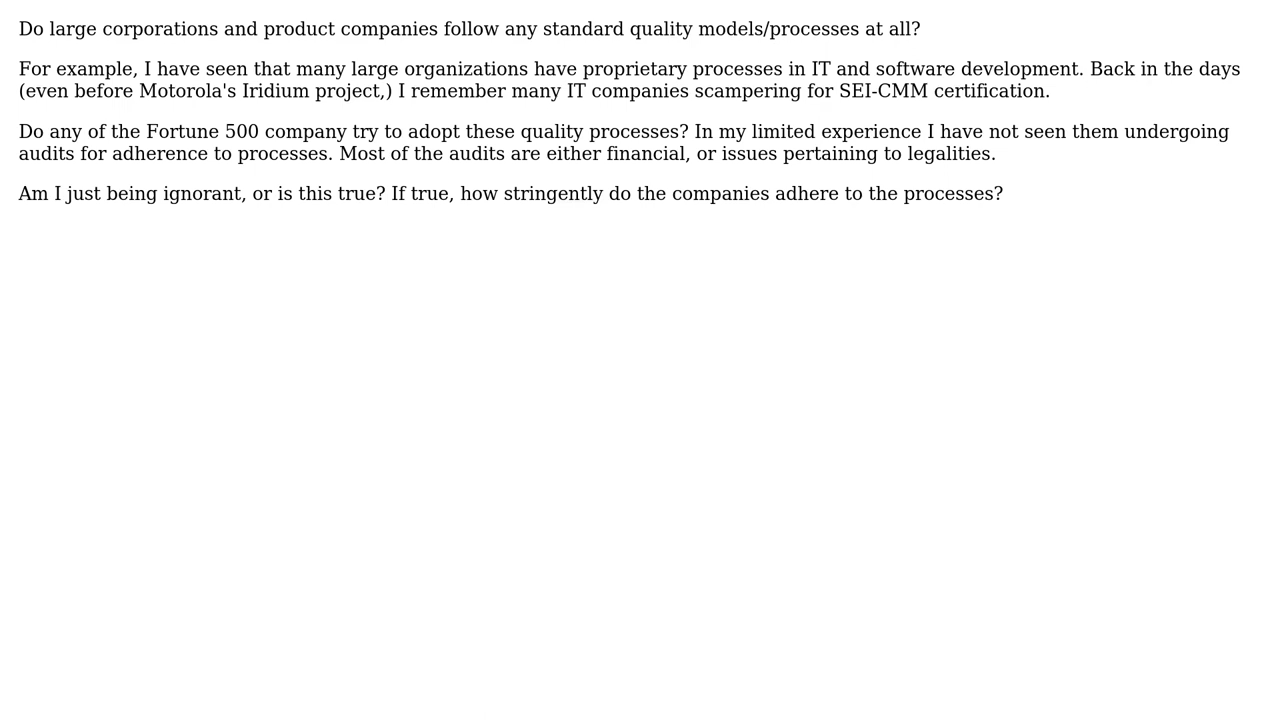 Do large corporations and product companies follow any standard quality models/processes at all?
For example, I have seen that many large organizations have proprietary processes in IT and software development. Back in the days
(even before Motorola's Iridium project,) I remember many IT companies scampering for SEI-CMM certification.
Do any of the Fortune 500 company try to adopt these quality processes? In my limited experience I have not seen them undergoing
audits for adherence to processes. Most of the audits are either financial, or issues pertaining to legalities.
Am I just being ignorant, or is this true? If true, how stringently do the companies adhere to the processes?